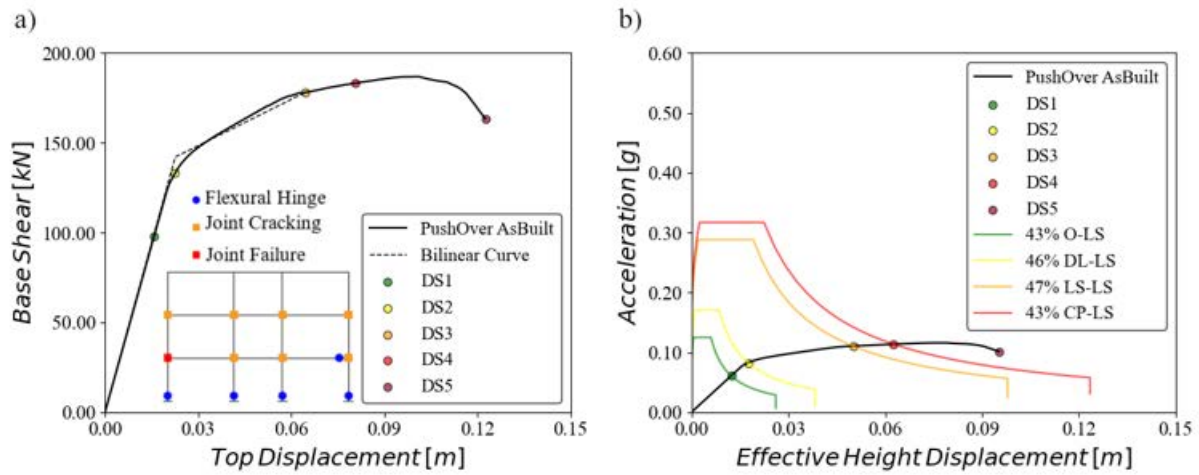 a)
200.00
150.00
100.00
50.00
0.00
Base Shear [kN]
Flexural Hinge
Joint Cracking
Joint Failure
PushOver AsBuilt
Bilinear Curve
DS1
DS2
DS3
DS4
DS5
0.00 0.03 0.06 0.09 0.12 0.15
Top Displacement [m]
b)
0.60
0.50
0.40
0.30
0.20
0.10
0.00
Acceleration [g]
PushOver AsBuilt
DS1
DS2
DS3
DS4
DS5
43% O-LS
46% DL-LS
47% LS-LS
43% CP-LS
0.00 0.03 0.06 0.09 0.12 0.15
Effective Height Displacement [m]